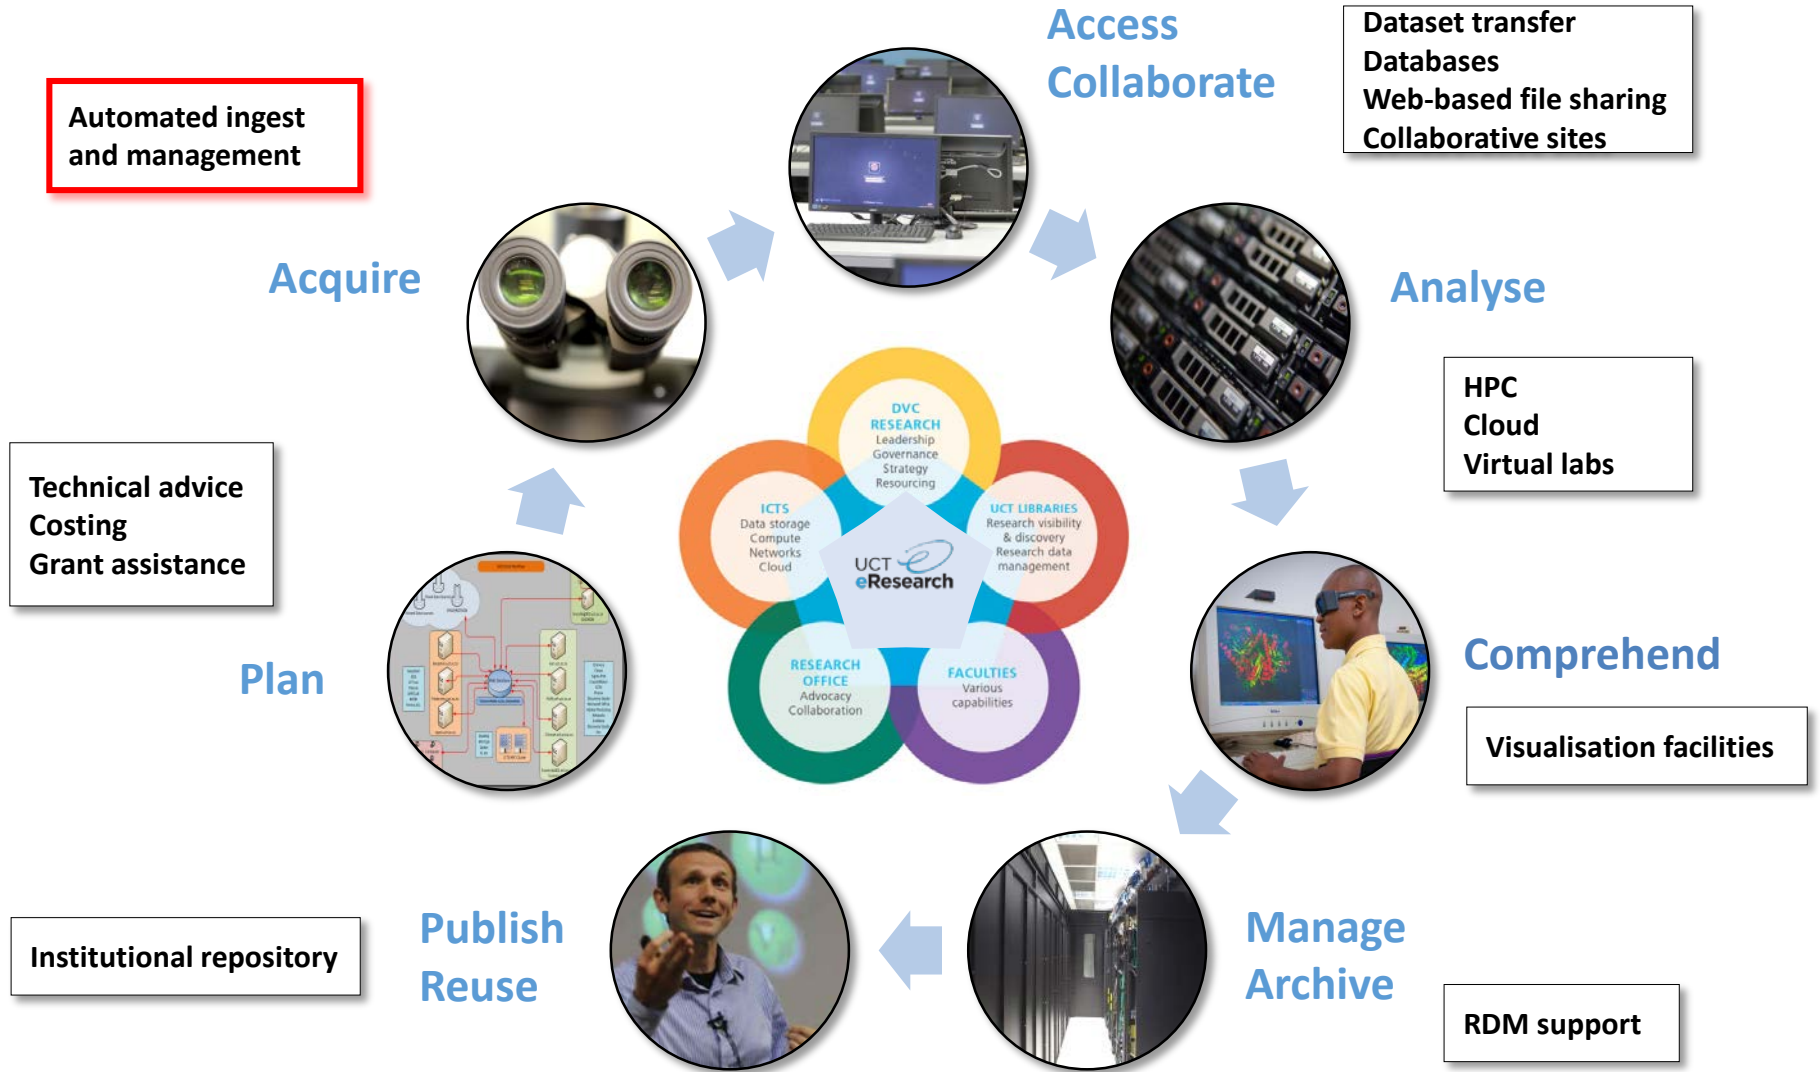 Access
Collaborate
Dataset transfer
Databases
Web-based file sharing
Collaborative sites
Automated ingest
and management
Acquire
Analyse
HPC
Cloud
Virtual labs
Technical advice
Costing
Grant assistance
Plan
DVC
RESEARCH
Leadership
Governance
Strategy
Resourcing
ICTS
Data storage
Compute
Networks
Cloud
UCT LIBRARIES
Research visibility
& discovery
Research data
management
UCT
eResearch
RESEARCH
OFFICE
Advocacy
Collaboration
FACULTIES
Various
capabilities
Comprehend
Visualisation facilities
Publish
Reuse
Institutional repository
Manage
Archive
RDM support